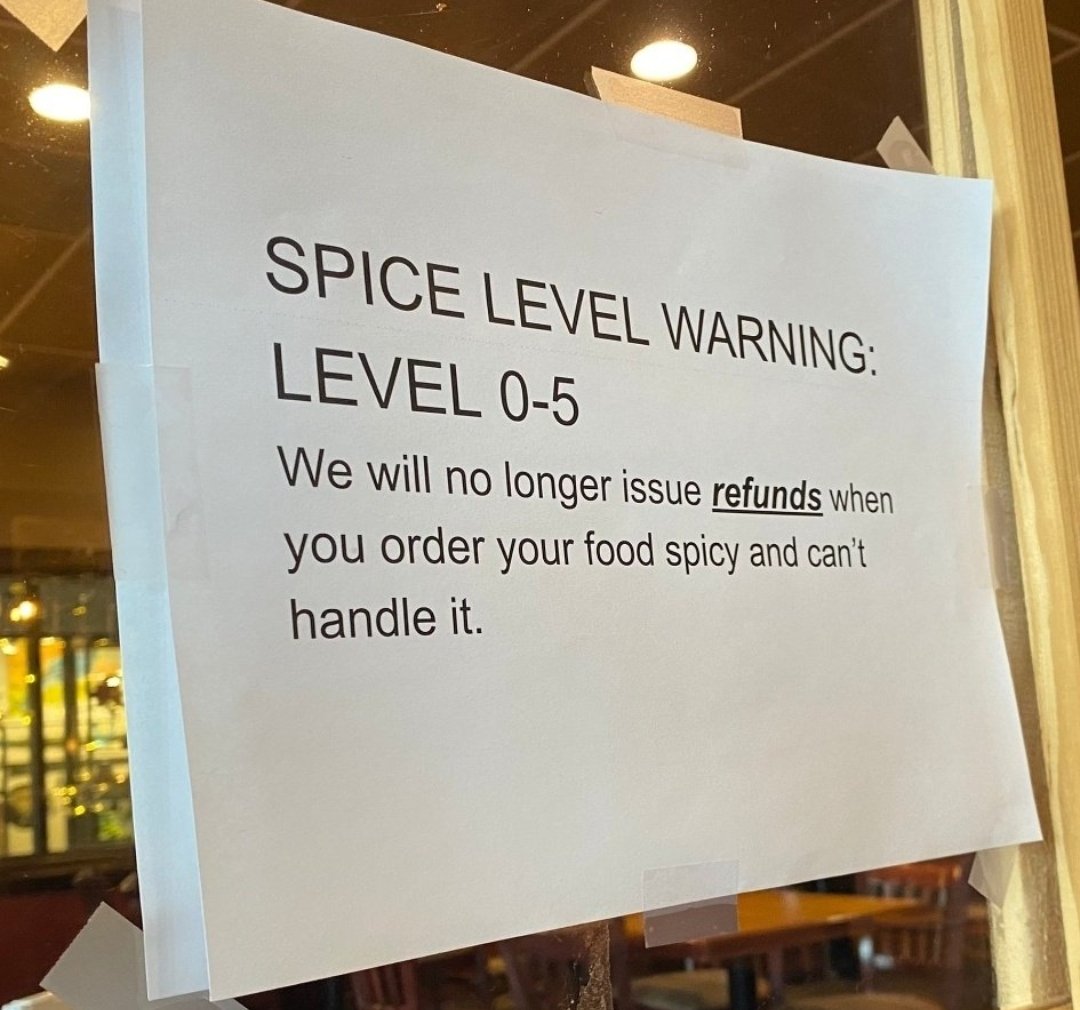 SPICE LEVEL WARNING:
LEVEL 0-5
We will no longer issue refunds when
you order your food spicy and can't
handle it.